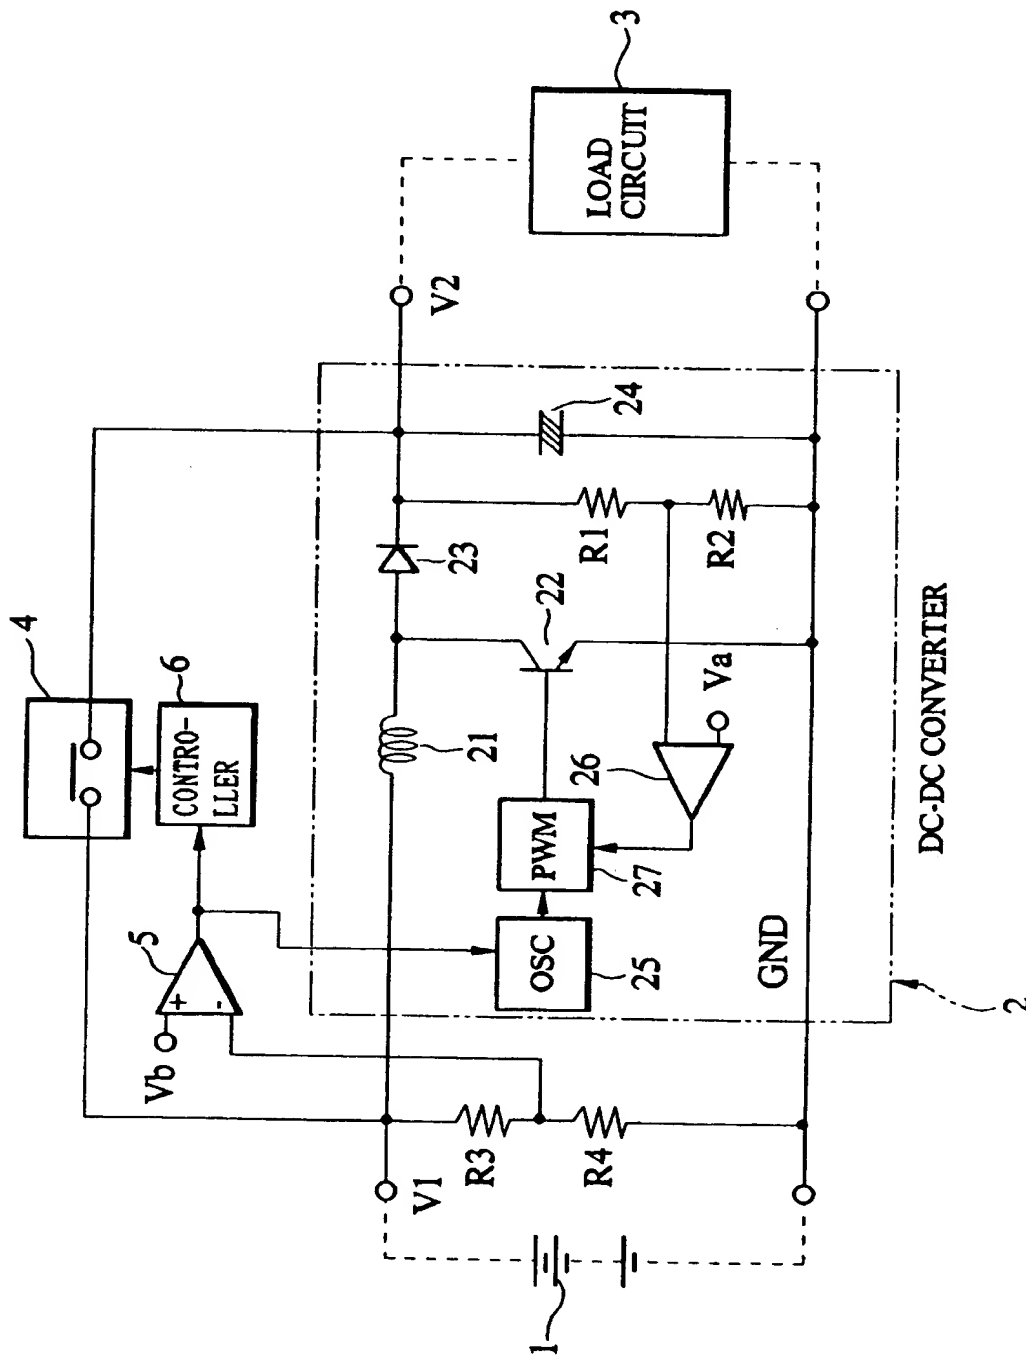 4
6
CONTRO-
LLER
5
+
-
Vb
V1
V2
3
LOAD
CIRCUIT
21
23
24
22
R1
R2
R3
R4
1
OSC
25
PWM
27
26
Va
GND
2
DC-DC CONVERTER